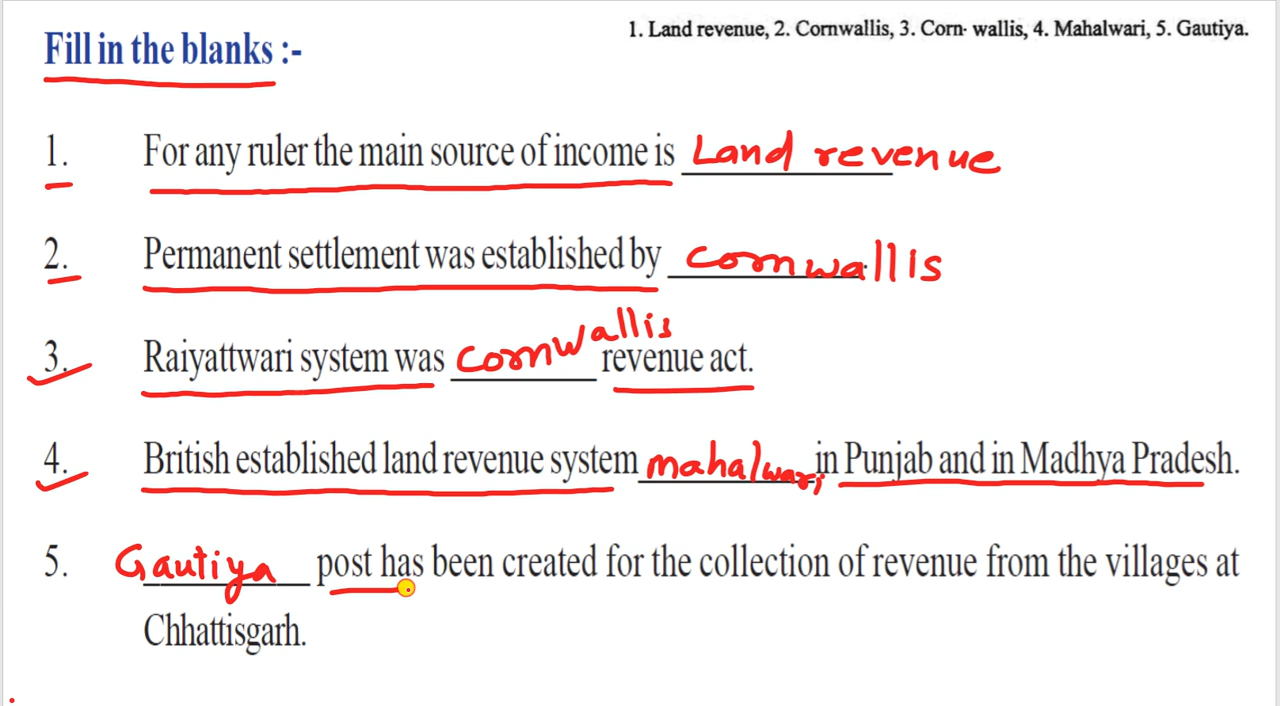 1. Land revenue, 2. Cornwallis, 3. Corn- wallis, 4. Mahalwari, 5. Gautiya.
Fill in the blanks :-
1. For any ruler the main source of income is Land revenue
2. Permanent settlement was established by cornwallis
3. Raiyattwari system was cornwallis revenue act.
4. British established land revenue system mahalwari in Punjab and in Madhya Pradesh.
5. Gautiya post has been created for the collection of revenue from the villages at
Chhattisgarh.